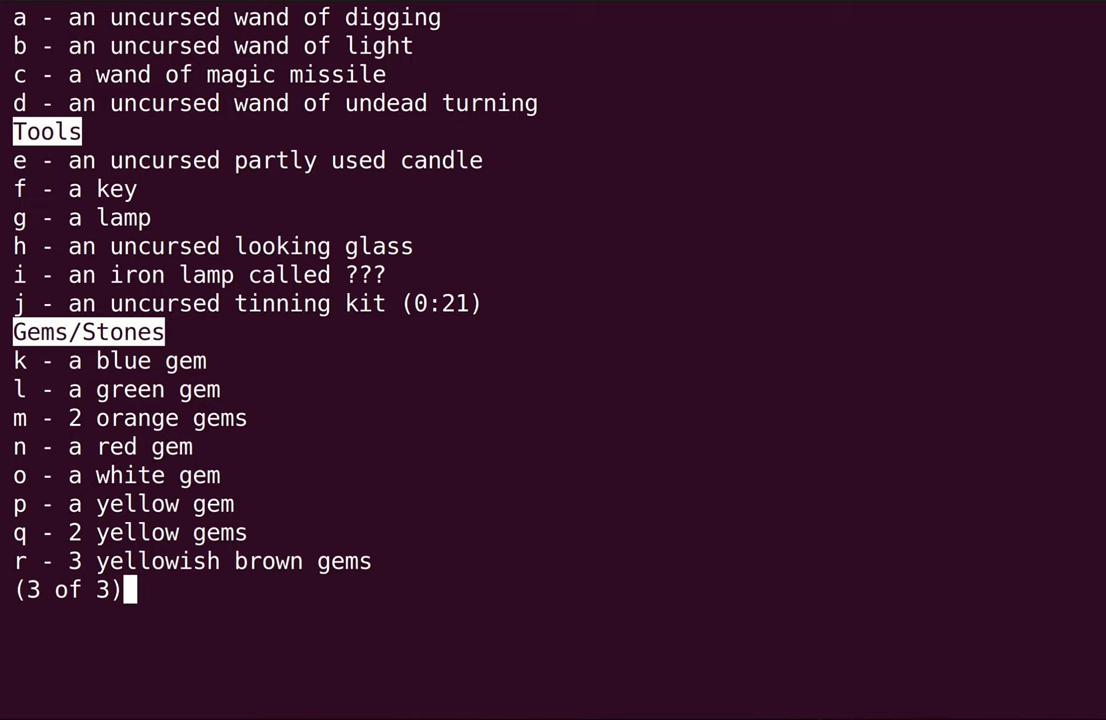 a - an uncursed wand of digging
b - an uncursed wand of light
c - a wand of magic missile
d - an uncursed wand of undead turning
Tools
e - an uncursed partly used candle
f - a key
g - a lamp
h - an uncursed looking glass
i - an iron lamp called ???
j - an uncursed tinning kit (0:21)
Gems/Stones
k - a blue gem
l - a green gem
m - 2 orange gems
n - a red gem
o - a white gem
p - a yellow gem
q - 2 yellow gems
r - 3 yellowish brown gems
(3 of 3)